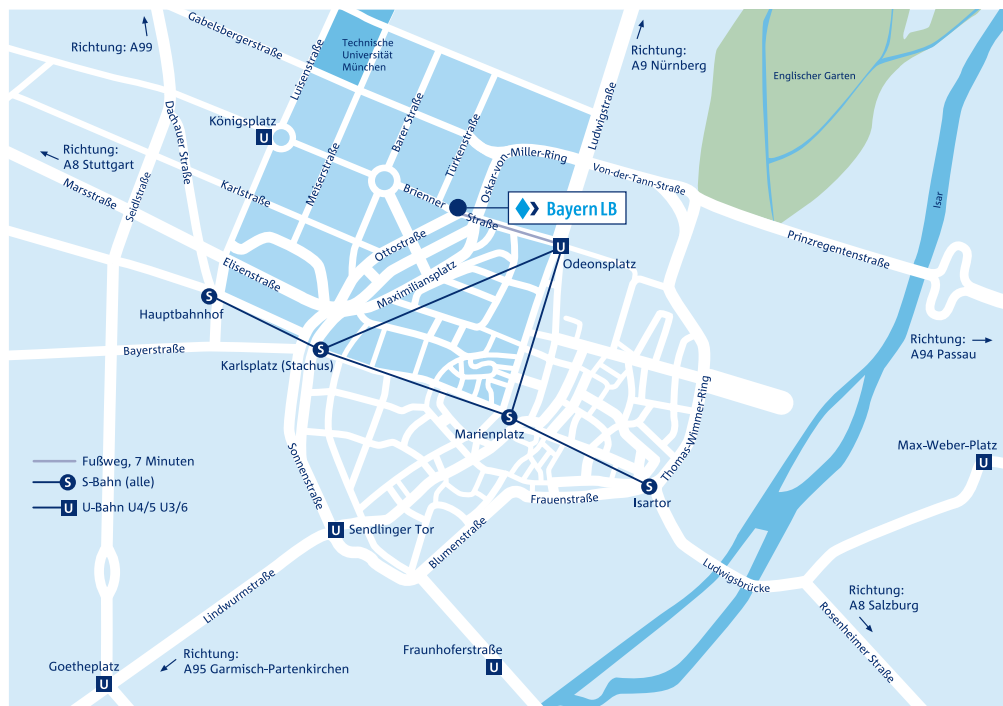 Gabelsbergerstraße
Richtung: A99
Luisenstraße
Technische
Universität
München
Richtung:
A9 Nürnberg
Englischer Garten
Dachauer Straße
Königsplatz
U
Barer Straße
Türkenstraße
Ludwigstraße
Richtung:
A8 Stuttgart
Marsstraße
Seidlstraße
Karlstraße
Meiserstraße
Oskar-von-Miller-Ring
Von-der-Tann-Straße
Brienner
Straße
Bayern LB
Isar
Prinzregentenstraße
Ottostraße
Maximiliansplatz
U
Odeonsplatz
Elisenstraße
S
Hauptbahnhof
Bayerstraße
S
Karlsplatz (Stachus)
Richtung:
A94 Passau
S
Marienplatz
Thomas-Wimmer-Ring
Max-Weber-Platz
U
Fußweg, 7 Minuten
S
S-Bahn (alle)
U
U-Bahn U4/5 U3/6
Sonnenstraße
S
Isartor
Frauenstraße
U
Sendlinger Tor
Blumenstraße
Ludwigsbrücke
Lindwurmstraße
Richtung:
A8 Salzburg
Rosenheimer Straße
Richtung:
A95 Garmisch-Partenkirchen
Fraunhoferstraße
U
Goetheplatz
U